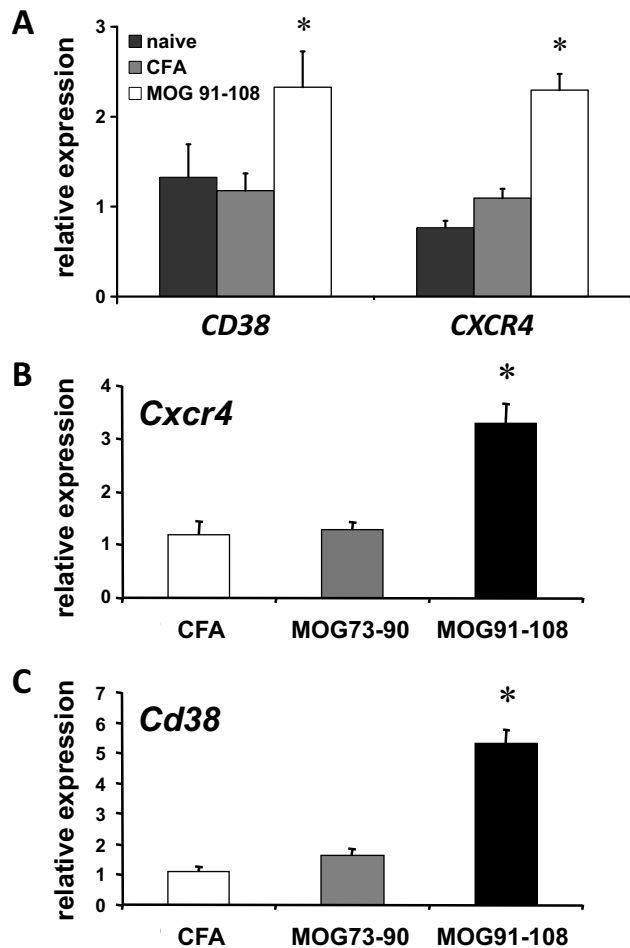 A
naive
CFA
MOG 91-108
*
*
relative expression
3
2
1
0
CD38
CXCR4
B
Cxcr4
*
relative expression
4
3
2
1
0
CFA
MOG73-90
MOG91-108
C
Cd38
*
relative expression
7
6
5
4
3
2
1
0
CFA
MOG73-90
MOG91-108